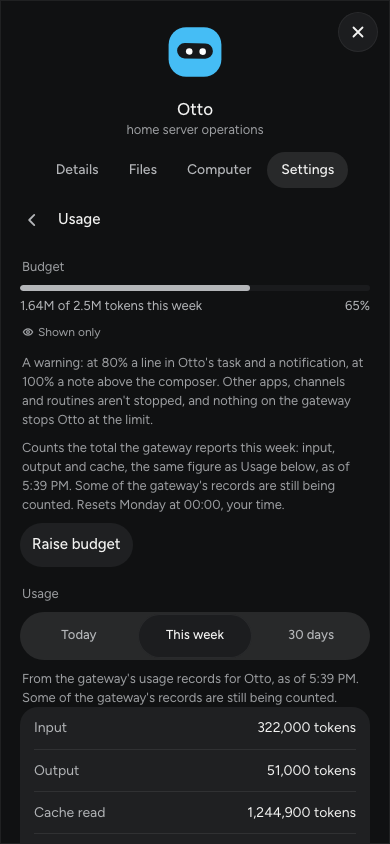 Otto
home server operations
Details Files Computer Settings
Usage
Budget
1.64M of 2.5M tokens this week 65%
Shown only
A warning: at 80% a line in Otto's task and a notification, at
100% a note above the composer. Other apps, channels
and routines aren't stopped, and nothing on the gateway
stops Otto at the limit.
Counts the total the gateway reports this week: input,
output and cache, the same figure as Usage below, as of
5:39 PM. Some of the gateway's records are still being
counted. Resets Monday at 00:00, your time.
Raise budget
Usage
Today This week 30 days
From the gateway's usage records for Otto, as of 5:39 PM.
Some of the gateway's records are still being counted.
Input 322,000 tokens
Output 51,000 tokens
Cache read 1,244,900 tokens